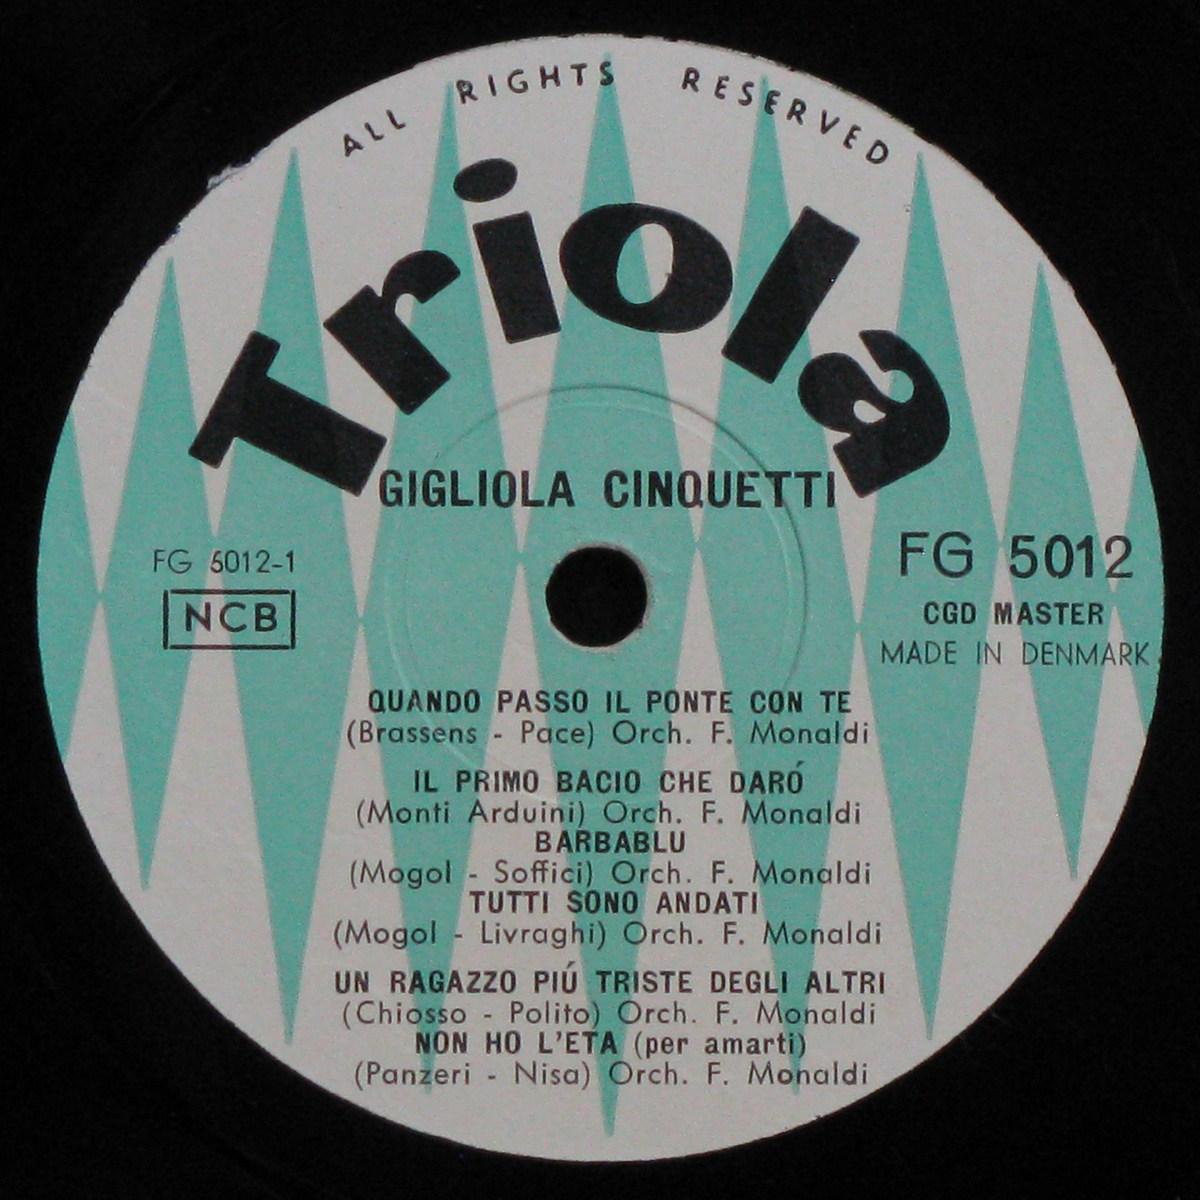 ALL RIGHTS RESERVED
Triola
GIGLIOLA CINQUETTI
FG 5012-1
NCB
FG 5012
CGD MASTER
MADE IN DENMARK
QUANDO PASSO IL PONTE CON TE
(Brassens - Pace) Orch. F. Monaldi
IL PRIMO BACIO CHE DARÓ
(Monti Arduini) Orch. F. Monaldi
BARBABLU
(Mogol - Soffici) Orch. F. Monaldi
TUTTI SONO ANDATI
(Mogol - Livraghi) Orch. F. Monaldi
UN RAGAZZO PIÚ TRISTE DEGLI ALTRI
(Chiosso - Polito) Orch. F. Monaldi
NON HO L'ETA (per amarti)
(Panzeri - Nisa) Orch. F. Monaldi